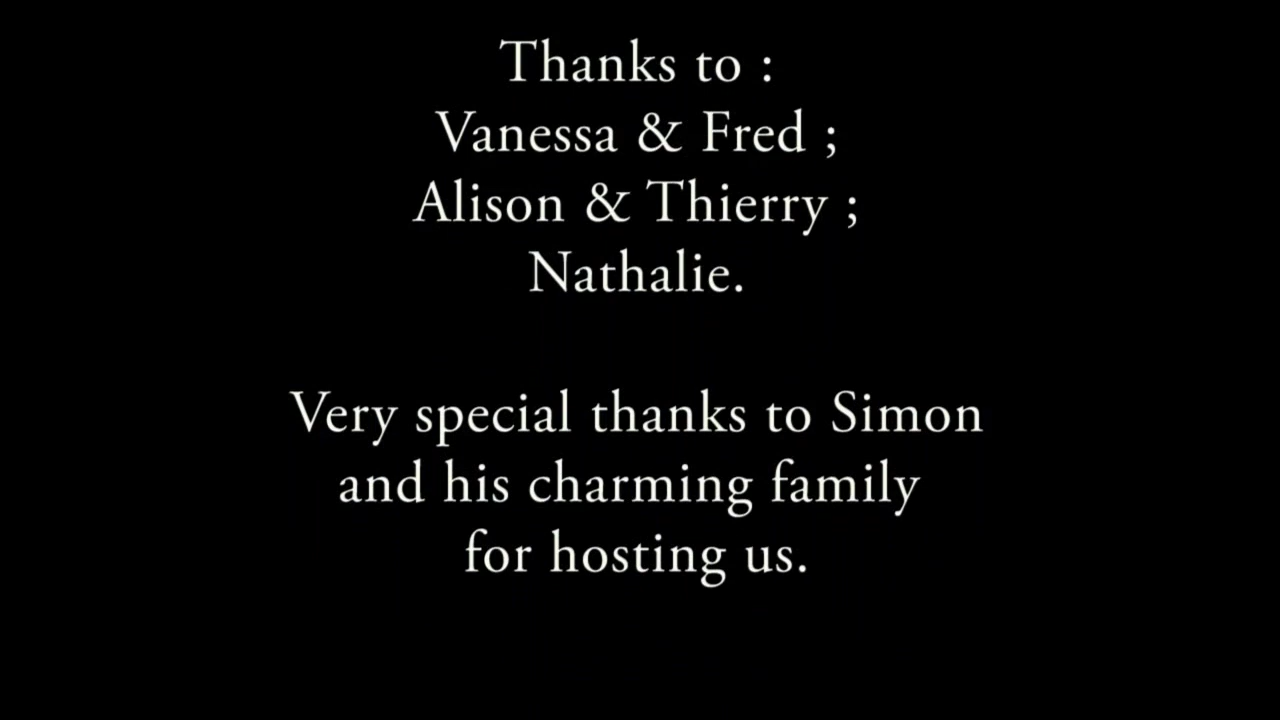 Thanks to :
Vanessa & Fred ;
Alison & Thierry ;
Nathalie.
Very special thanks to Simon
and his charming family
for hosting us.